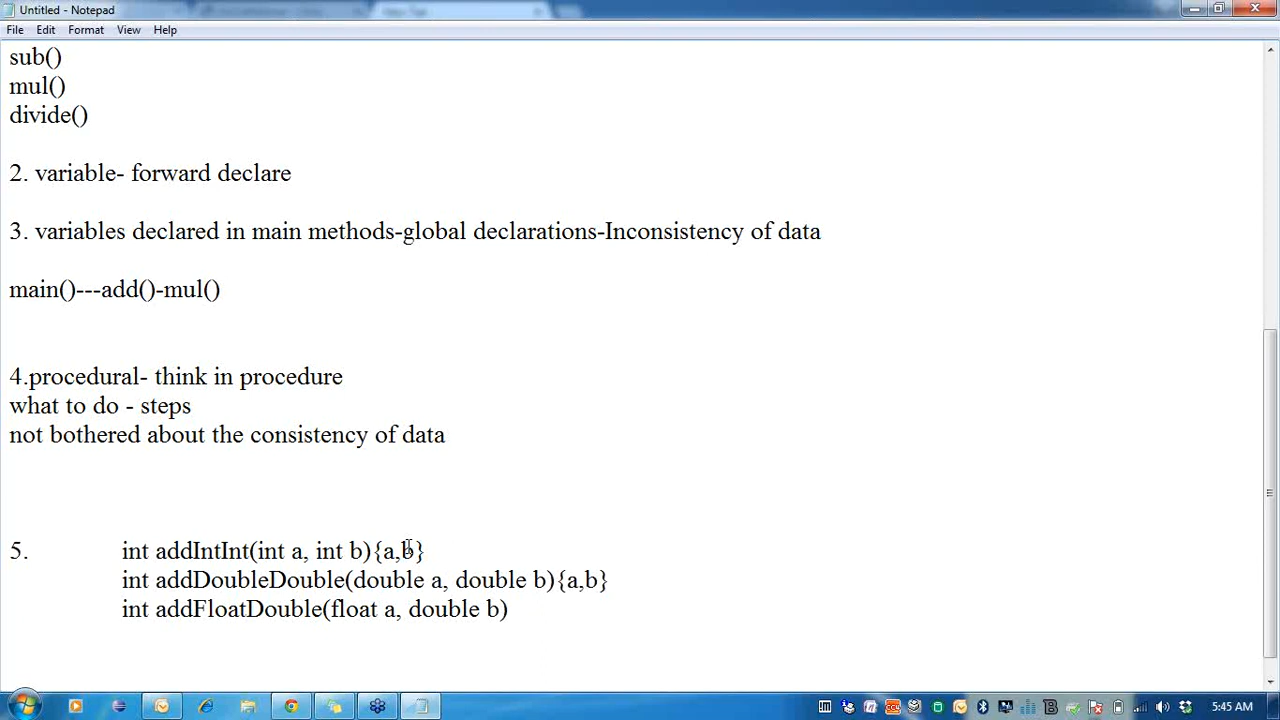 Untitled - Notepad
File Edit Format View Help
sub()
mul()
divide()
2. variable- forward declare
3. variables declared in main methods-global declarations-Inconsistency of data
main()---add()-mul()
4.procedural- think in procedure
what to do - steps
not bothered about the consistency of data
5. int addIntInt(int a, int b){a,b}
int addDoubleDouble(double a, double b){a,b}
int addFloatDouble(float a, double b)
5:45 AM